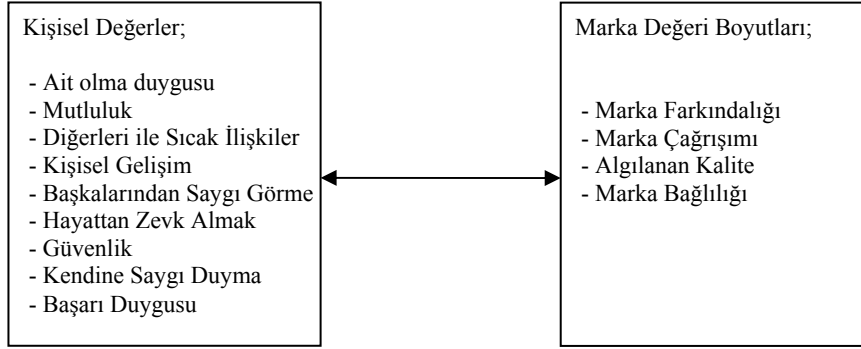 Kişisel Değerler;
- Ait olma duygusu
- Mutluluk
- Diğerleri ile Sıcak İlişkiler
- Kişisel Gelişim
- Başkalarından Saygı Görme
- Hayattan Zevk Almak
- Güvenlik
- Kendine Saygı Duyma
- Başarı Duygusu
Marka Değeri Boyutları;
- Marka Farkındalığı
- Marka Çağrışımı
- Algılanan Kalite
- Marka Bağlılığı